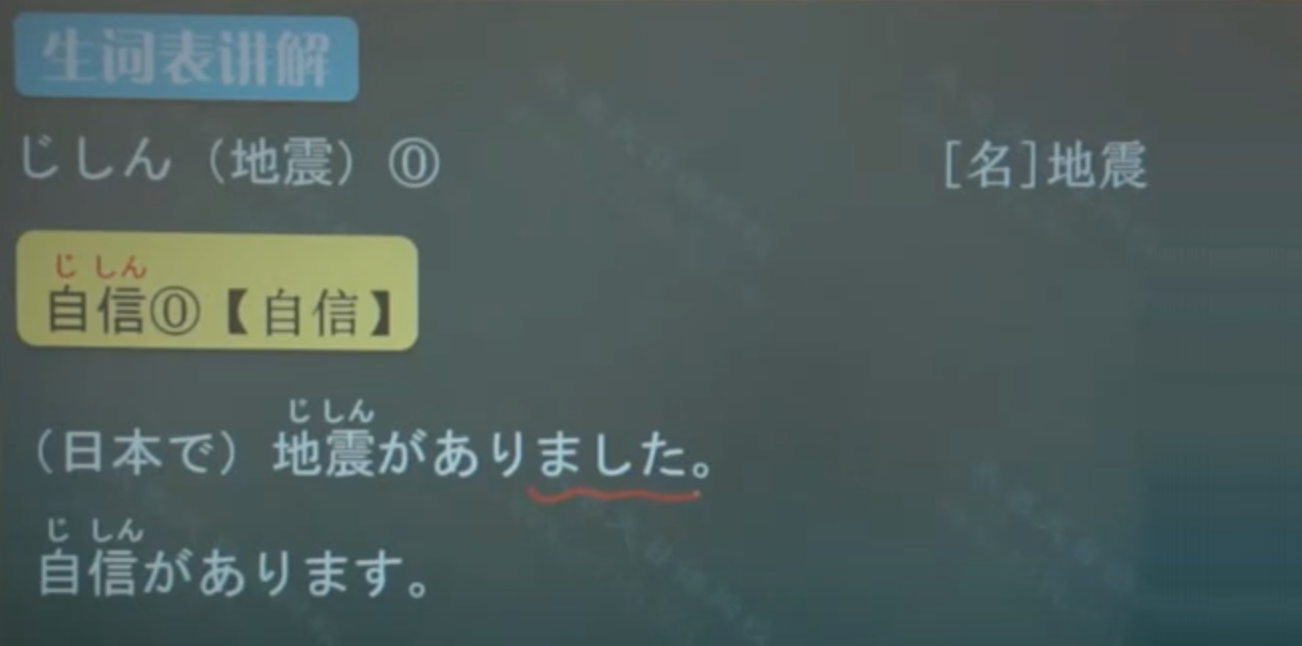 生词表讲解
じしん（地震）⓪ [名]地震
じ しん
自信⓪【自信】
じ しん
（日本で）地震がありました。
じ しん
自信があります。